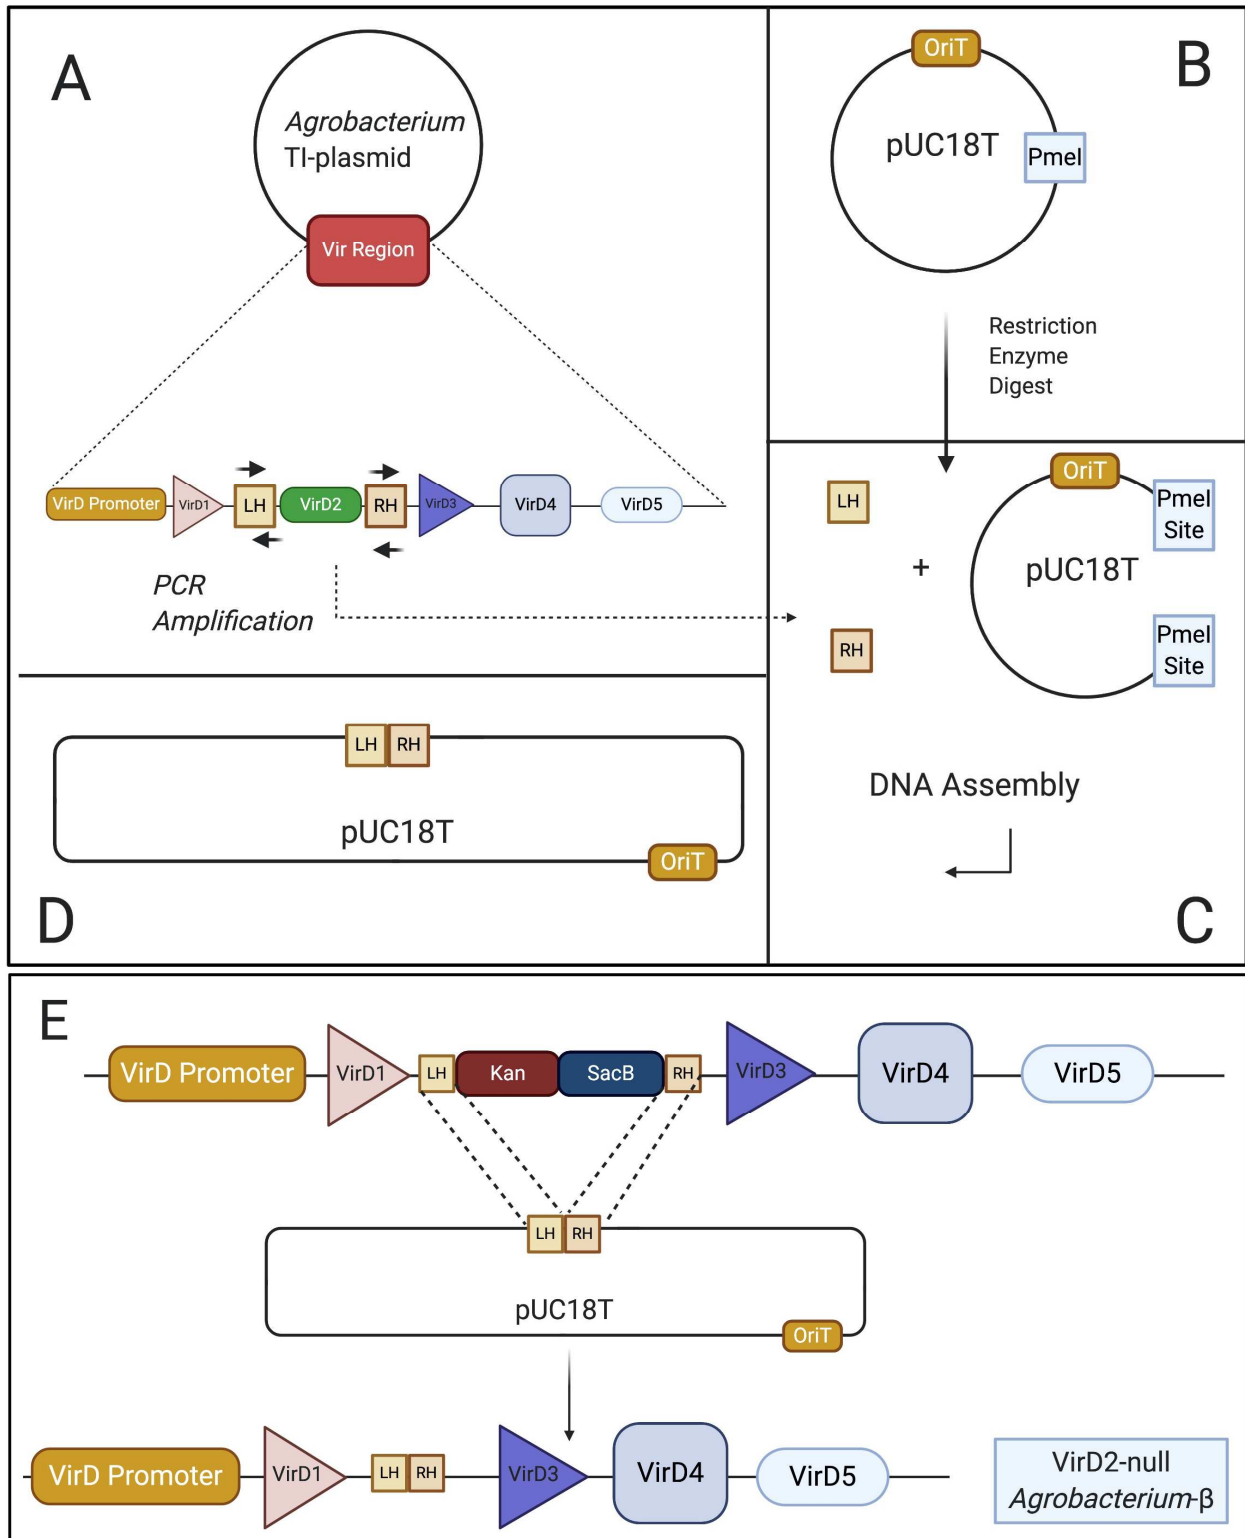 A
Agrobacterium
TI-plasmid
Vir Region
VirD Promoter
VirD1
LH
VirD2
RH
VirD3
VirD4
VirD5
PCR
Amplification
B
OriT
pUC18T
PmeI
Restriction
Enzyme
Digest
OriT
LH
PmeI
Site
+
pUC18T
RH
PmeI
Site
DNA Assembly
C
LH
RH
pUC18T
OriT
D
E
VirD Promoter
VirD1
LH
Kan
SacB
RH
VirD3
VirD4
VirD5
LH
RH
pUC18T
OriT
VirD Promoter
VirD1
LH
RH
VirD3
VirD4
VirD5
VirD2-null
Agrobacterium-β